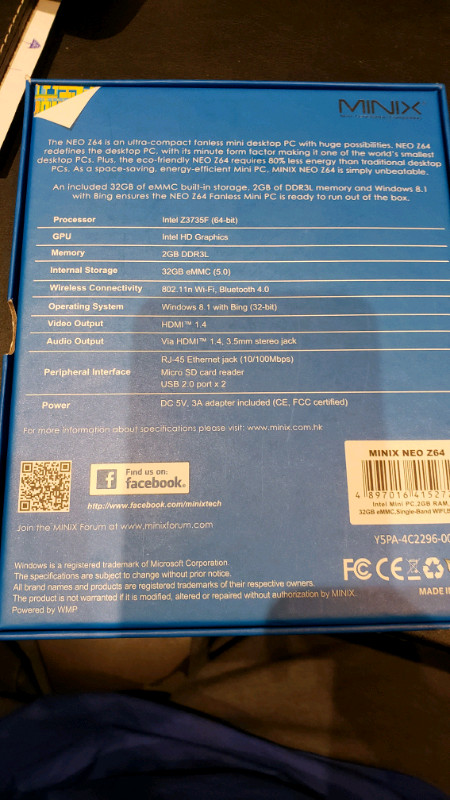 MINIX
The NEO Z64 is an ultra-compact fanless mini desktop PC with huge possibilities. NEO Z64
redefines the desktop PC, with its minute form factor making it one of the world's smallest
desktop PCs. Plus, the eco-friendly NEO Z64 requires 80% less energy than traditional desktop
PCs. As a space-saving, energy-efficient Mini PC, MINIX NEO Z64 is simply unbeatable.
An included 32GB of eMMC built-in storage, 2GB of DDR3L memory and Windows 8.1
with Bing ensures the NEO Z64 Fanless Mini PC is ready to run out of the box.
Processor Intel Z3735F (64-bit)
GPU Intel HD Graphics
Memory 2GB DDR3L
Internal Storage 32GB eMMC (5.0)
Wireless Connectivity 802.11n Wi-Fi, Bluetooth 4.0
Operating System Windows 8.1 with Bing (32-bit)
Video Output HDMI™ 1.4
Audio Output Via HDMI™ 1.4, 3.5mm stereo jack
RJ-45 Ethernet jack (10/100Mbps)
Peripheral Interface Micro SD card reader
USB 2.0 port x 2
Power DC 5V, 3A adapter included (CE, FCC certified)
For more information about specifications please visit: www.minix.com.hk
MINIX NEO Z64
4 897016 41527
Intel Mini PC,2GB RAM,
32GB eMMC,Single-Band WiFi,
Find us on:
facebook.
http://www.facebook.com/minixtech
Join the MINIX Forum at www.minixforum.com
YSPA-4C2296-00
Windows is a registered trademark of Microsoft Corporation.
The specifications are subject to change without prior notice.
All brand names and products are registered trademarks of their respective owners.
The product is not warranted if it is modified, altered or repaired without authorization by MINIX.
Powered by WMP
FC CE
MADE